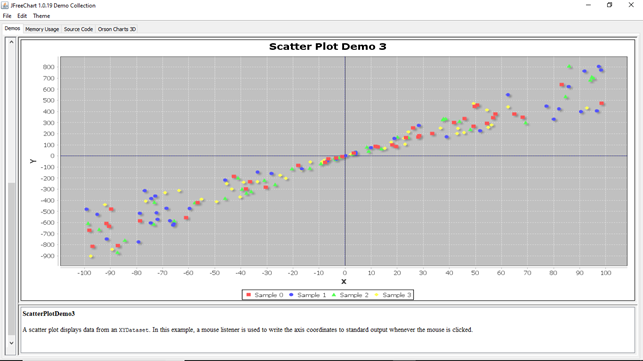 JFreeChart 1.0.19 Demo Collection
File Edit Theme
Demos Memory Usage Source Code Orson Charts 3D
Scatter Plot Demo 3
800
700
600
500
400
300
200
100
0
-100
-200
-300
-400
-500
-600
-700
-800
-900
Y
-100 -90 -80 -70 -60 -50 -40 -30 -20 -10 0 10 20 30 40 50 60 70 80 90 100
X
Sample 0 Sample 1 Sample 2 Sample 3
ScatterPlotDemo3
A scatter plot displays data from an XYDataset. In this example, a mouse listener is used to write the axis coordinates to standard output whenever the mouse is clicked.